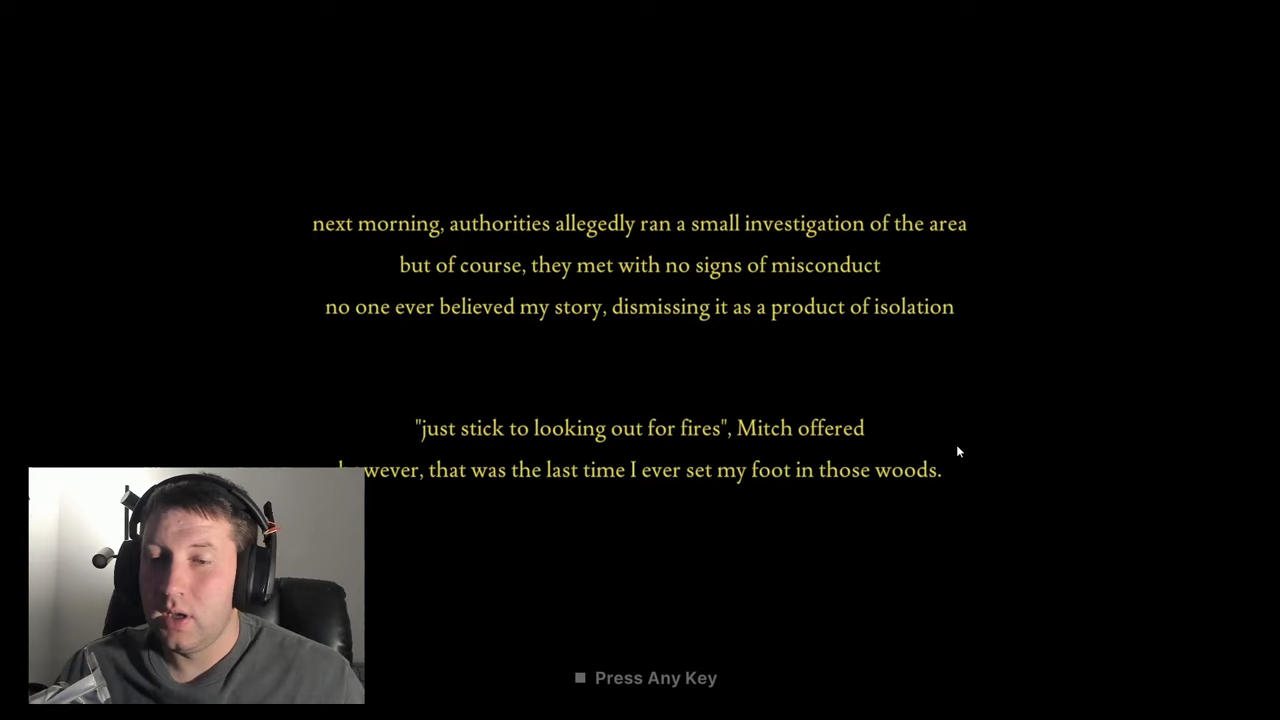 next morning, authorities allegedly ran a small investigation of the area
but of course, they met with no signs of misconduct
no one ever believed my story, dismissing it as a product of isolation
"just stick to looking out for fires", Mitch offered
that was the last time I ever set my foot in those woods.
Press Any Key